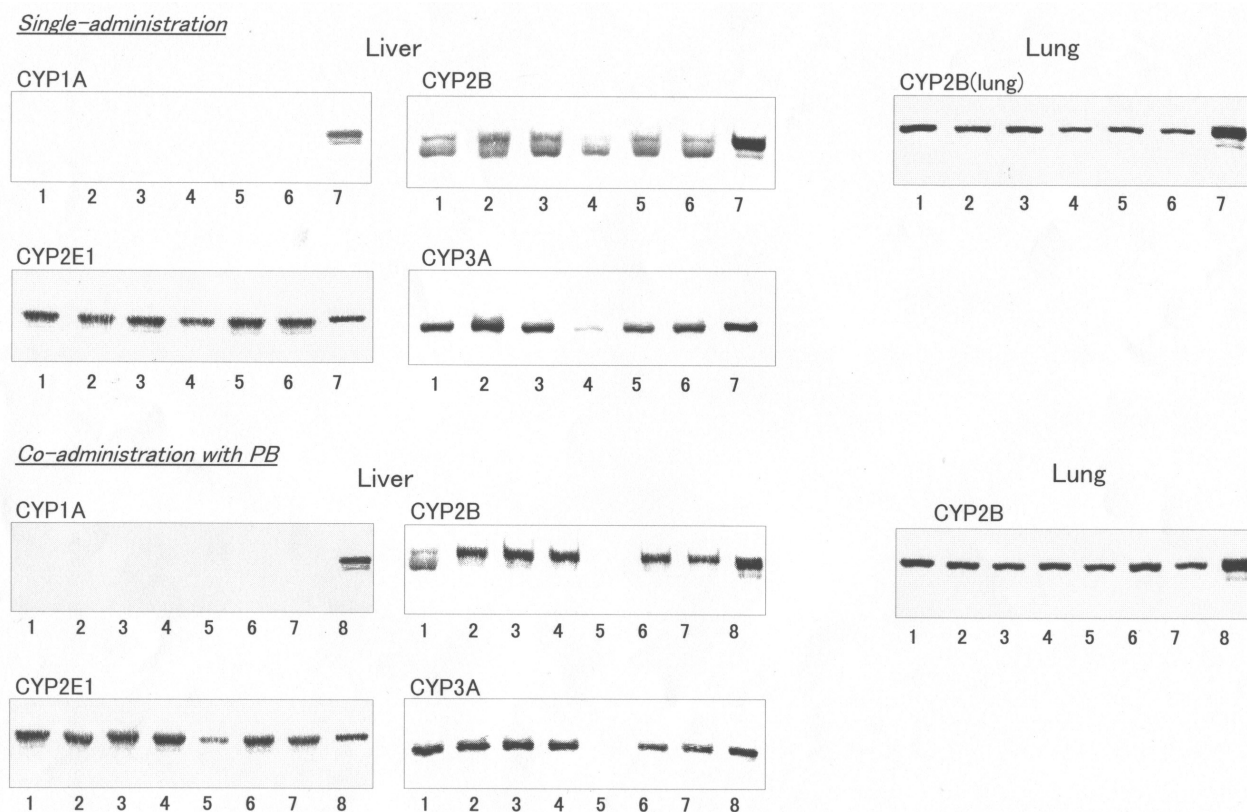 Single-administration
Liver
Lung
CYP1A
CYP2B
CYP2B(lung)
1 2 3 4 5 6 7
1 2 3 4 5 6 7
1 2 3 4 5 6 7
CYP2E1
CYP3A
1 2 3 4 5 6 7
1 2 3 4 5 6 7
Co-administration with PB
Liver
Lung
CYP1A
CYP2B
CYP2B
1 2 3 4 5 6 7 8
1 2 3 4 5 6 7 8
1 2 3 4 5 6 7 8
CYP2E1
CYP3A
1 2 3 4 5 6 7 8
1 2 3 4 5 6 7 8